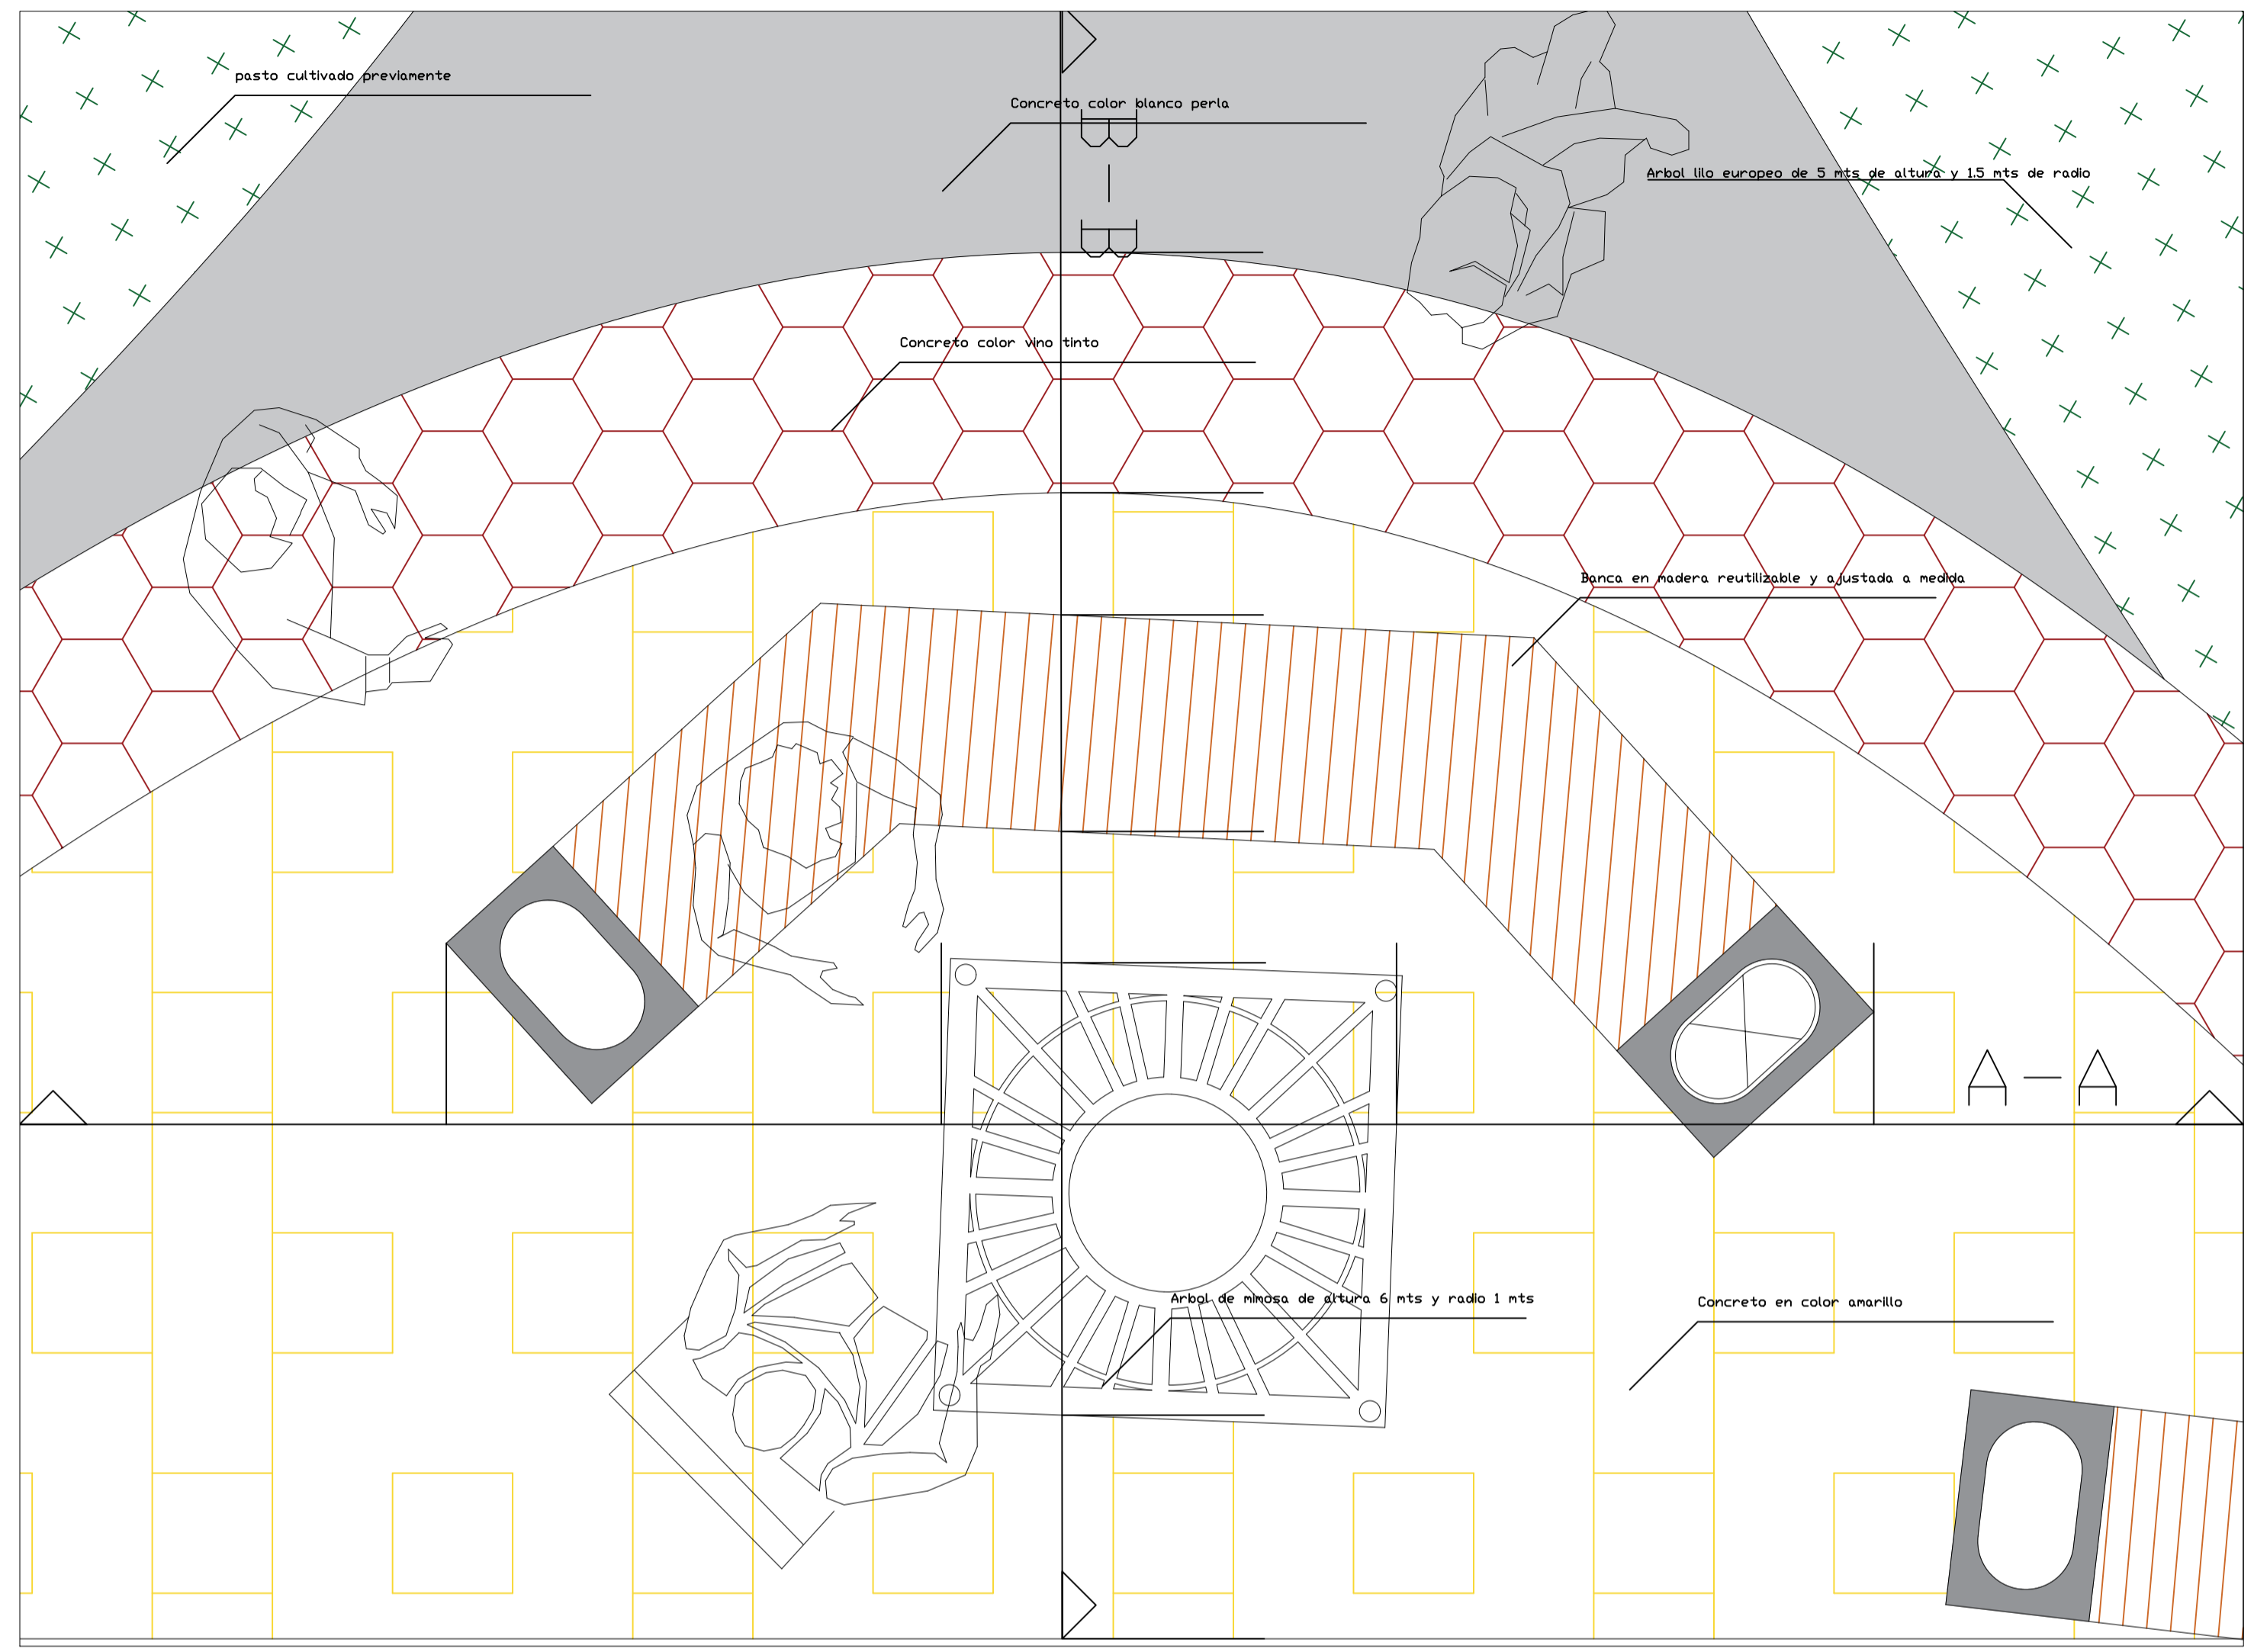 pasto cultivado previamente
Concreto color blanco perla
B — B
Arbol lilo europeo de 5 mts de altura y 1.5 mts de radio
Concreto color vino tinto
Banca en madera reutilizable y ajustada a medida
A — A
Arbol de mimosa de altura 6 mts y radio 1 mts
Concreto en color amarillo